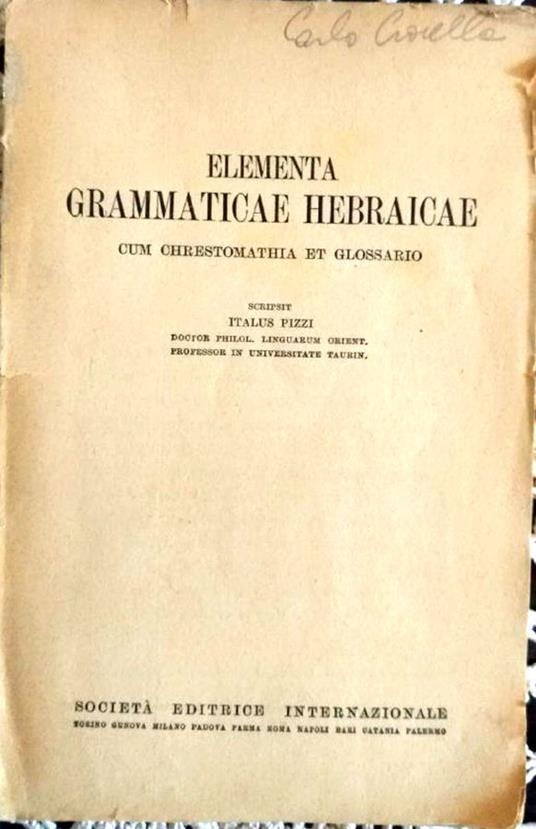 Carlo
ELEMENTA
GRAMMATICAE HEBRAICAE
CUM CHRESTOMATHIA ET GLOSSARIO
SCRIPSIT
ITALUS PIZZI
DOCTOR PHILOL. LINGUARUM ORIENT.
PROFESSOR IN UNIVERSITATE TAURIN.
SOCIETÀ EDITRICE INTERNAZIONALE
TORINO GENOVA MILANO PADOVA PARMA ROMA NAPOLI BARI CATANIA PALERMO